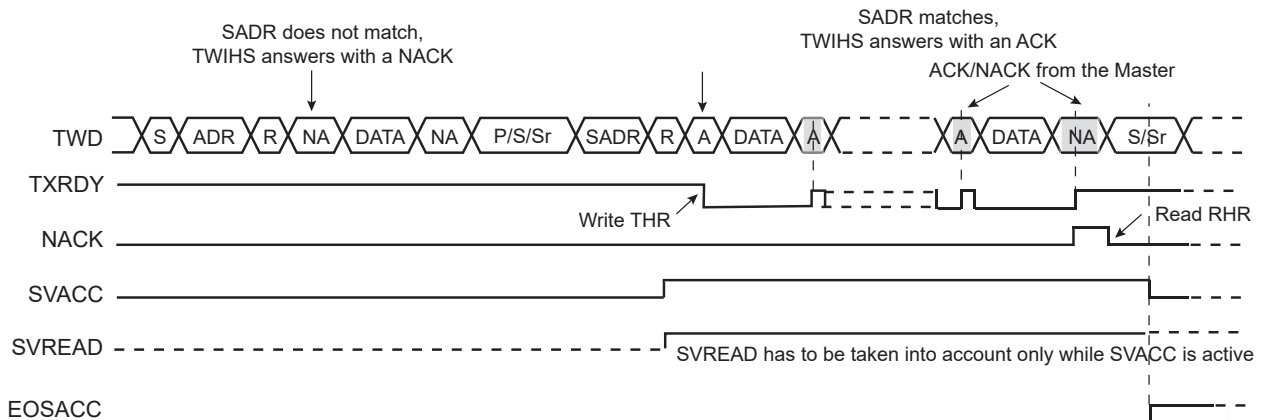 SADR does not match,
TWIHS answers with a NACK
SADR matches,
TWIHS answers with an ACK
ACK/NACK from the Master
TWD S ADR R NA DATA NA P/S/Sr SADR R A DATA A A DATA NA S/Sr
TXRDY
Write THR
Read RHR
NACK
SVACC
SVREAD
SVREAD has to be taken into account only while SVACC is active
EOSACC